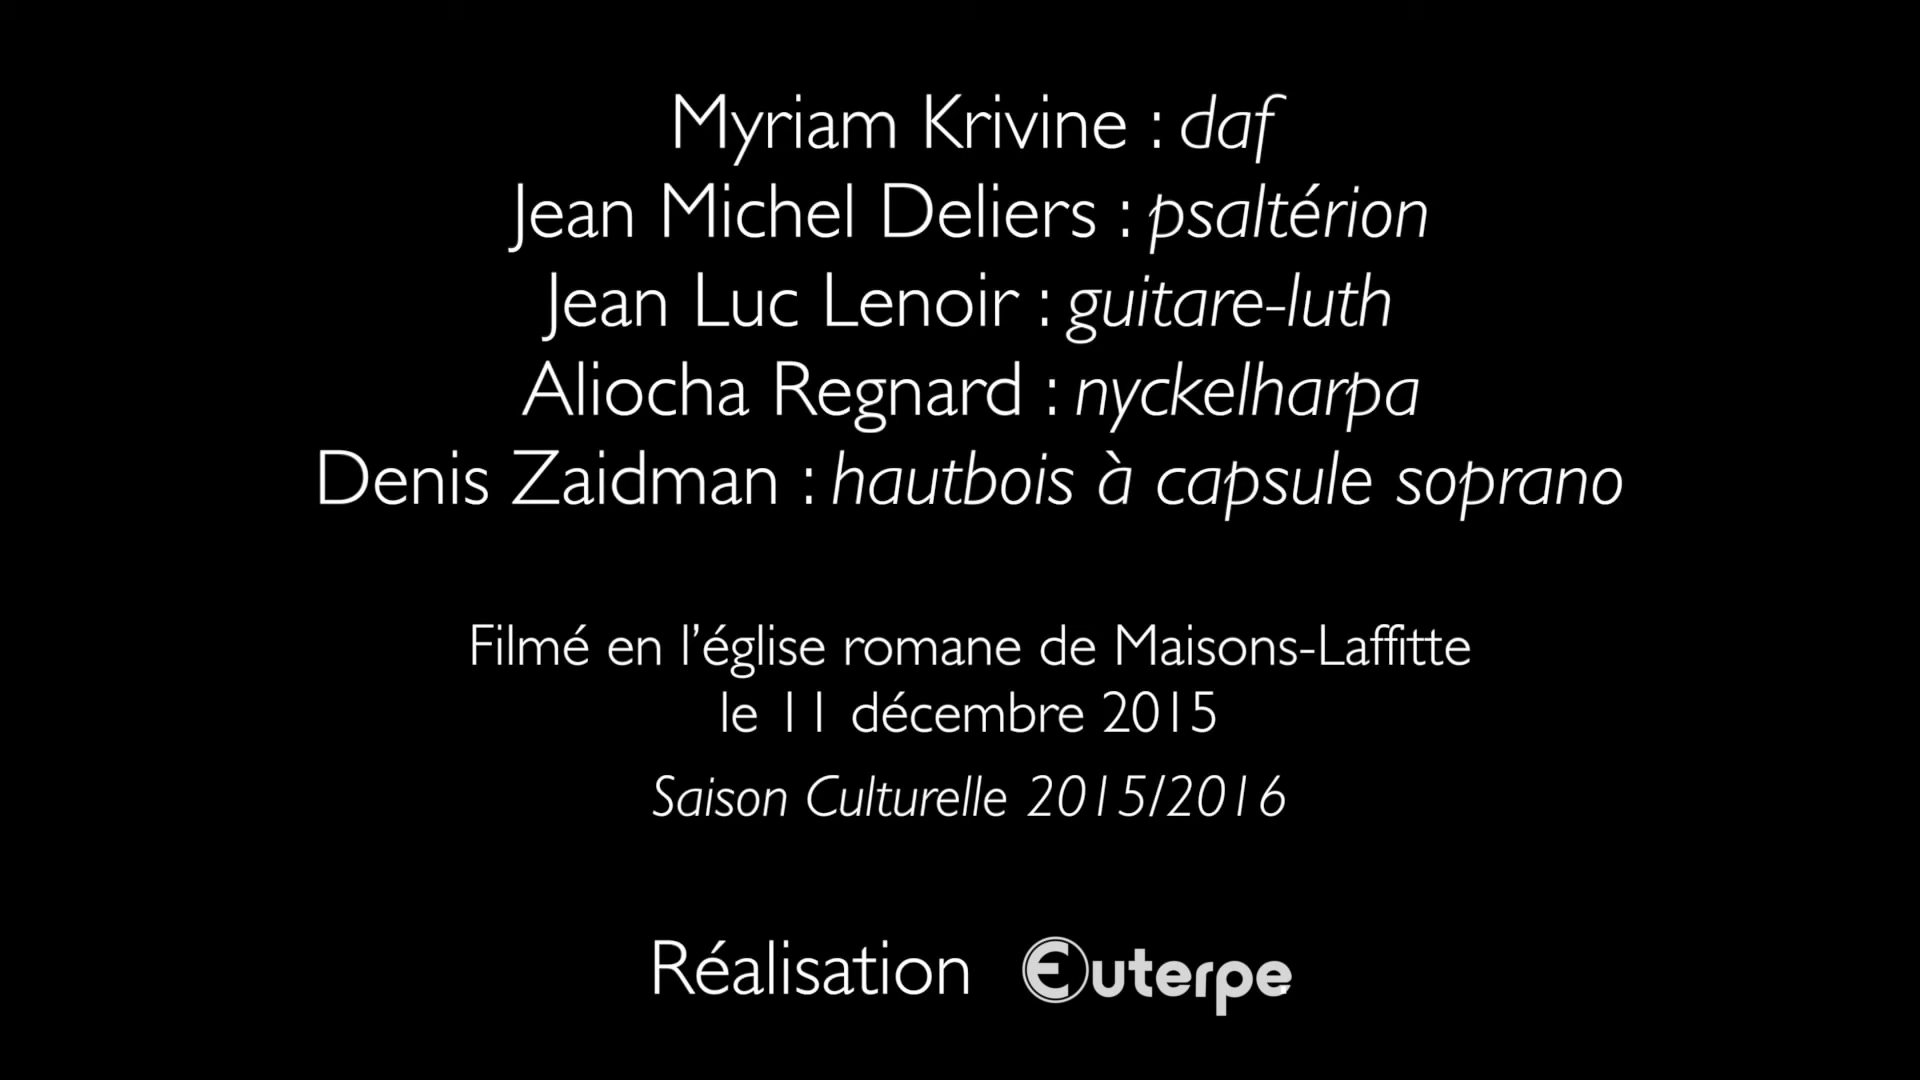 Myriam Krivine : daf
Jean Michel Deliers : psaltérion
Jean Luc Lenoir : guitare-luth
Aliocha Regnard : nyckelharpa
Denis Zaidman : hautbois à capsule soprano
Filmé en l’église romane de Maisons-Laffitte
le 11 décembre 2015
Saison Culturelle 2015/2016
Réalisation Euterpe